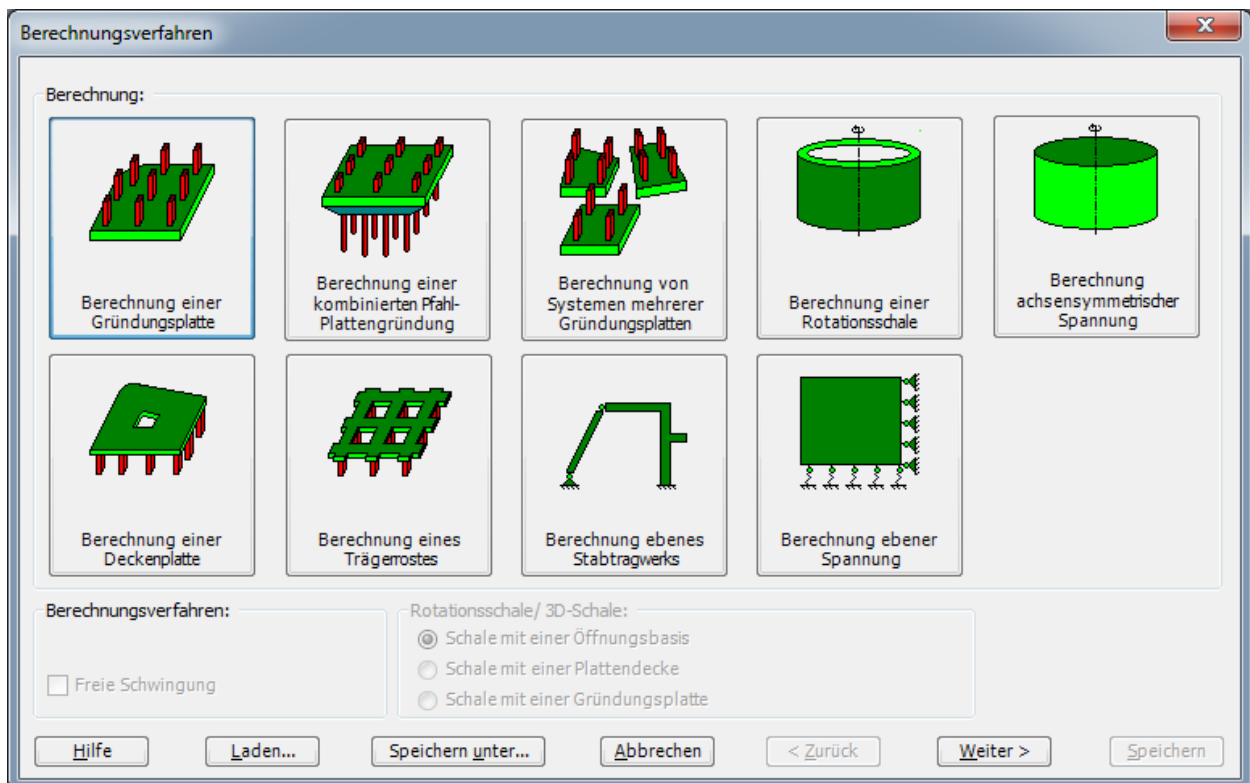 Berechnungsverfahren
Berechnung:
Berechnung einer
Gründungsplatte
Berechnung einer
kombinierten Pfahl-
Plattengründung
Berechnung von
Systemen mehrerer
Gründungsplatten
Berechnung einer
Rotationsschale
Berechnung
achsensymmetrischer
Spannung
Berechnung einer
Deckenplatte
Berechnung eines
Trägerrostes
Berechnung ebenes
Stabtragwerks
Berechnung ebener
Spannung
Berechnungsverfahren:
Freie Schwingung
Rotationsschale/ 3D-Schale:
Schale mit einer Öffnungsbasis
Schale mit einer Plattendecke
Schale mit einer Gründungsplatte
Hilfe
Laden...
Speichern unter...
Abbrechen
< Zurück
Weiter >
Speichern